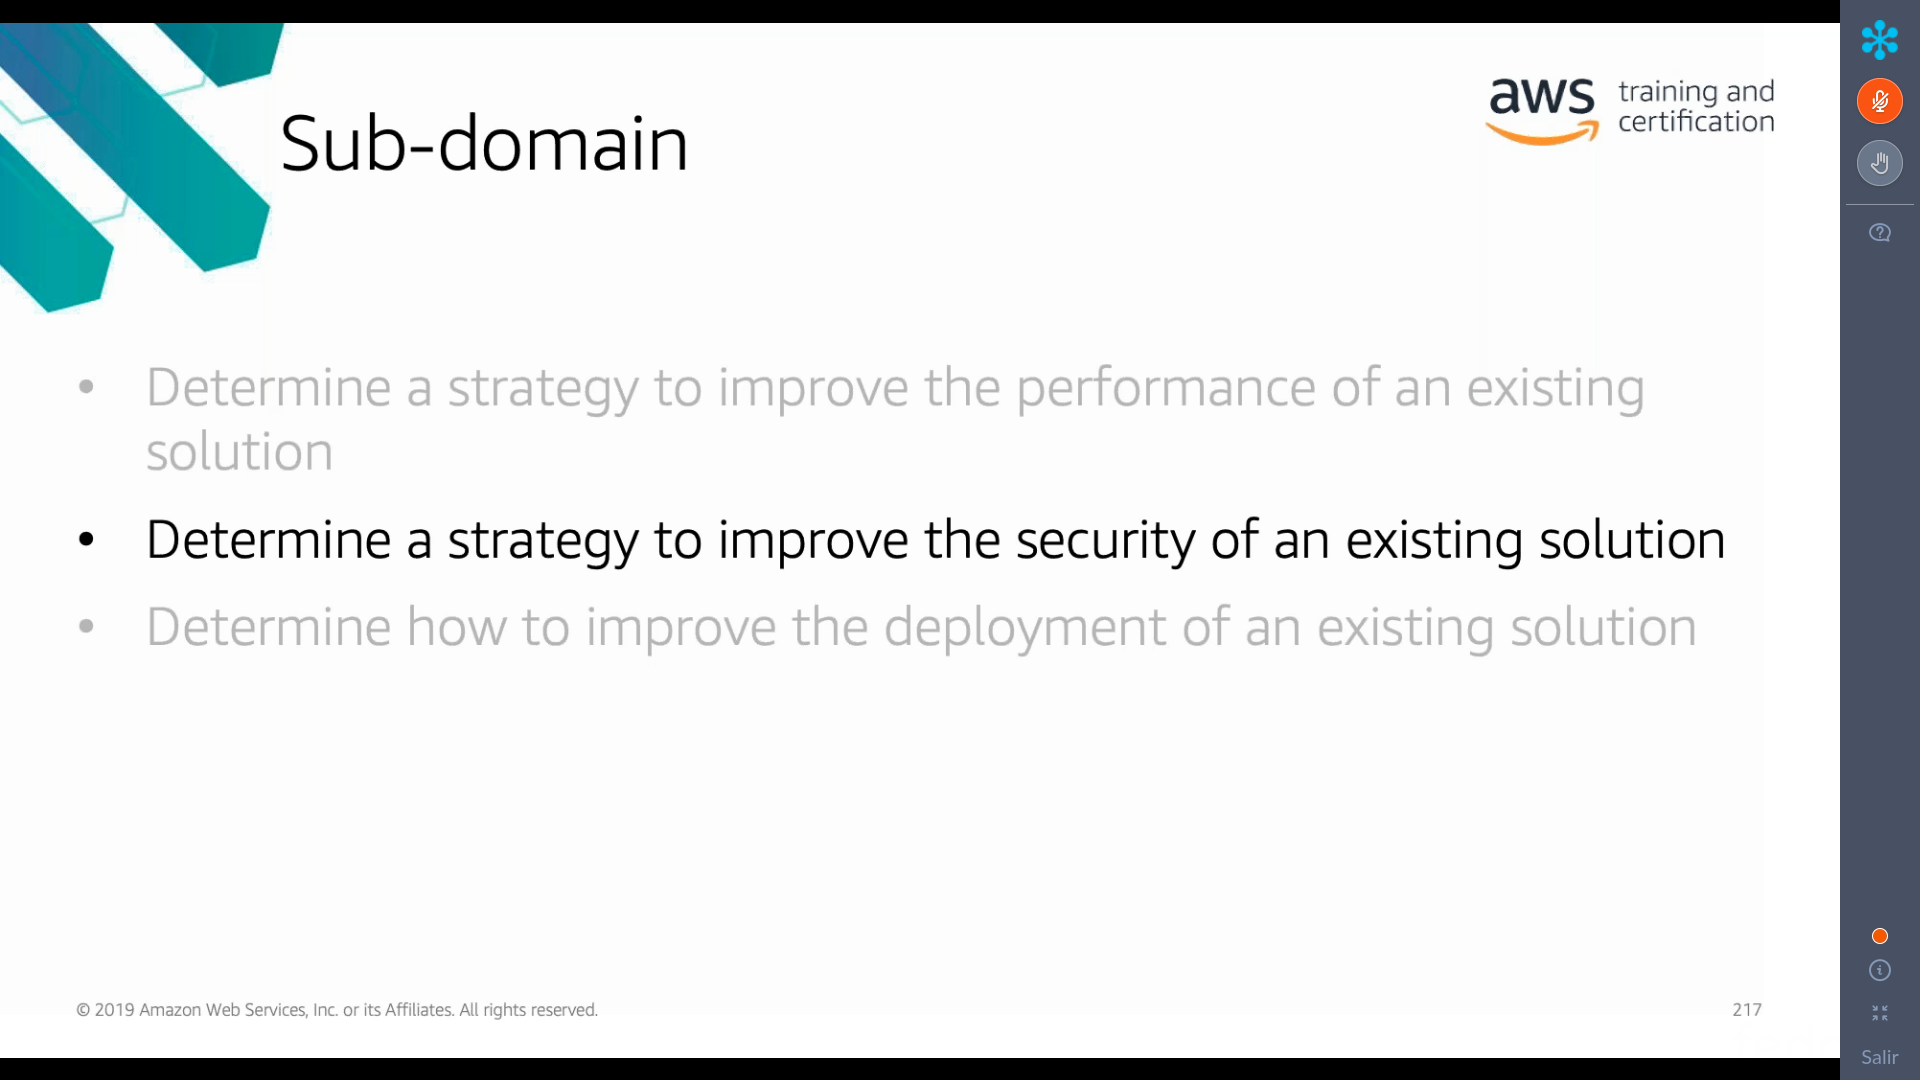 Sub-domain
aws training and
certification
• Determine a strategy to improve the performance of an existing
solution
• Determine a strategy to improve the security of an existing solution
• Determine how to improve the deployment of an existing solution
© 2019 Amazon Web Services, Inc. or its Affiliates. All rights reserved.
217
Salir